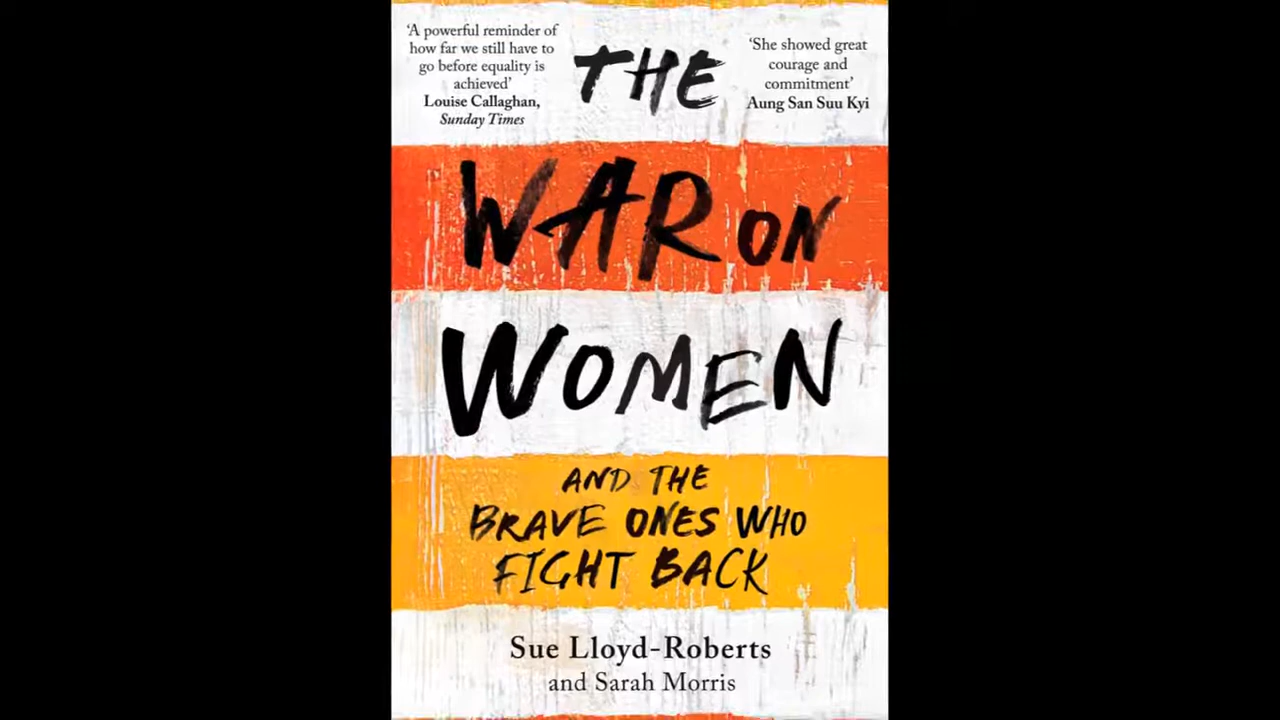 'A powerful reminder of
how far we still have to
go before equality is
achieved'
Louise Callaghan,
Sunday Times
'She showed great
courage and
commitment'
Aung San Suu Kyi
THE
WAR ON
WOMEN
AND THE
BRAVE ONES WHO
FIGHT BACK
Sue Lloyd-Roberts
and Sarah Morris